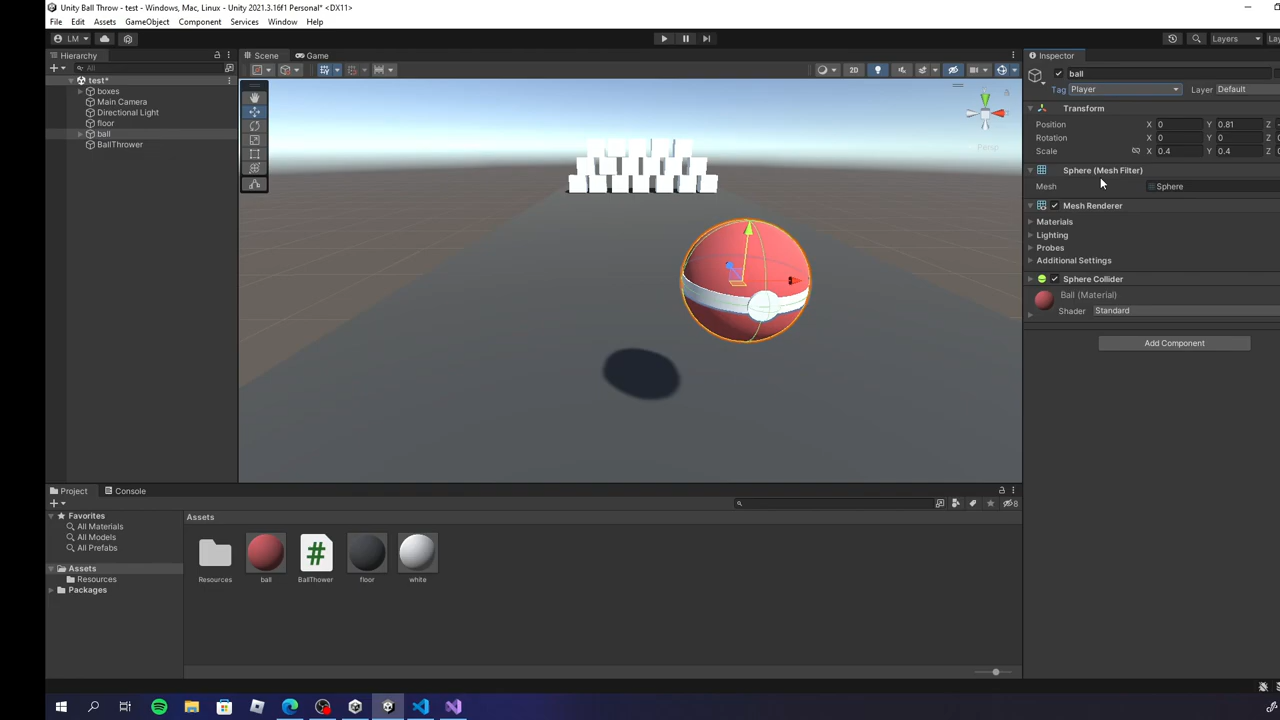 Unity Ball Throw - test - Windows, Mac, Linux - Unity 2021.3.16f1 Personal* <DX11>
File Edit Assets GameObject Component Services Window Help
LM
Layers
Hierarchy
All
test*
boxes
Main Camera
Directional Light
floor
ball
BallThrower
Scene
Game
2D
Persp
Inspector
ball
Tag Player Layer Default
Transform
Position X 0 Y 0.81 Z
Rotation X 0 Y 0 Z
Scale X 0.4 Y 0.4 Z
Sphere (Mesh Filter)
Mesh Sphere
Mesh Renderer
Materials
Lighting
Probes
Additional Settings
Sphere Collider
Ball (Material)
Shader Standard
Add Component
Project
Console
8
Favorites
All Materials
All Models
All Prefabs
Assets
Resources
Packages
Assets
Resources
ball
BallThower
floor
white